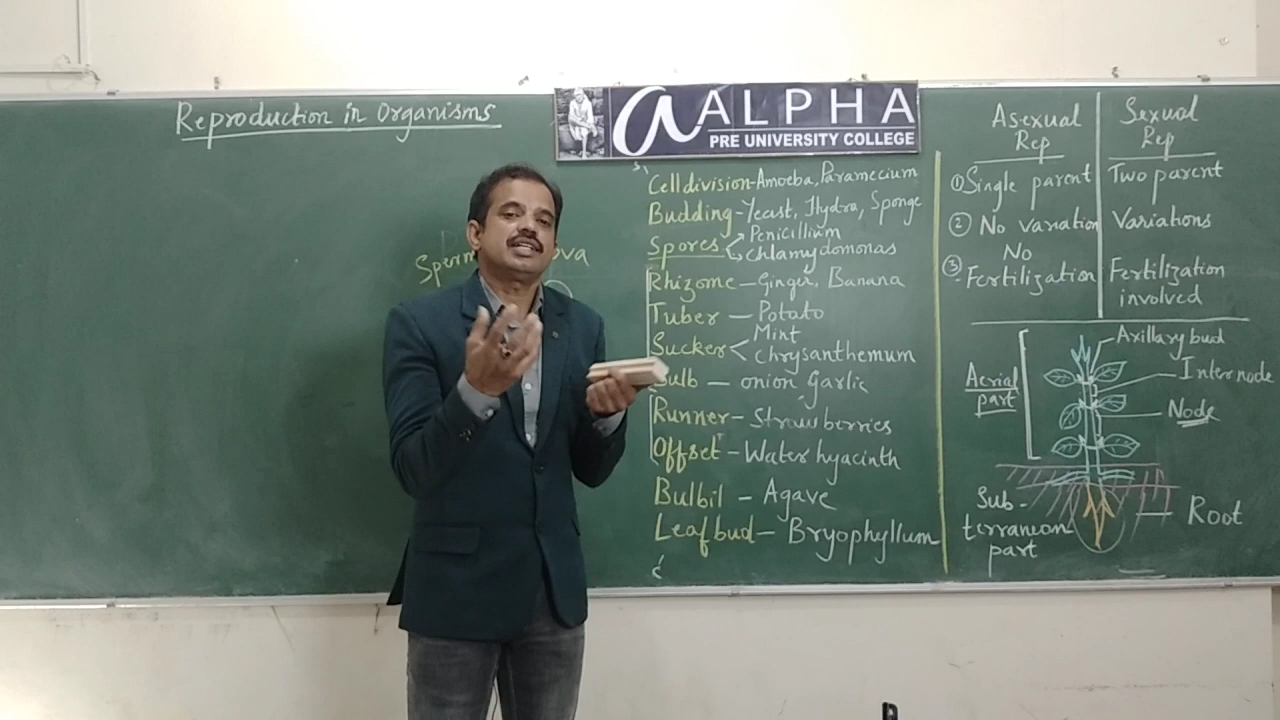 Reproduction in Organisms
a ALPHA
PRE UNIVERSITY COLLEGE
Sperm ova
Cell division - Amoeba, Paramecium
Budding - Yeast, Hydra, Sponge
Spores Penicillium
Chlamydomonas
Rhizome - Ginger, Banana
Tuber - Potato
Sucker < Mint
Chrysanthemum
Bulb - onion Garlic
Runner - Strawberries
Offset - Water hyacinth
Bulbil - Agave
Leaf bud - Bryophyllum
Asexual Rep
Sexual Rep
① Single parent Two parent
② No variation Variations
③ No Fertilization Fertilization involved
Axillary bud
Internode
Node
Aerial part
Sub-
terranean
part
Root